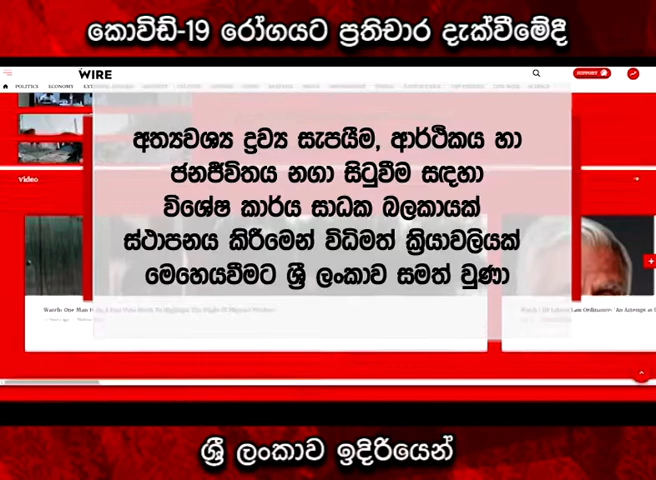 කොවිඩ්-19 රෝගයට ප්‍රතිචාර දැක්වීමේදී
WIRE
SUPPORT
POLITICS ECONOMY
අත්‍යවශ්‍ය ද්‍රව්‍ය සැපයීම, ආර්ථිකය හා
ජනජීවිතය නගා සිටුවීම සඳහා
විශේෂ කාර්ය සාධක බලකායක්
ස්ථාපනය කිරීමෙන් විධිමත් ක්‍රියාවලියක්
මෙහෙයවීමට ශ්‍රී ලංකාව සමත් වුණා
Video
ශ්‍රී ලංකාව ඉදිරියෙන්